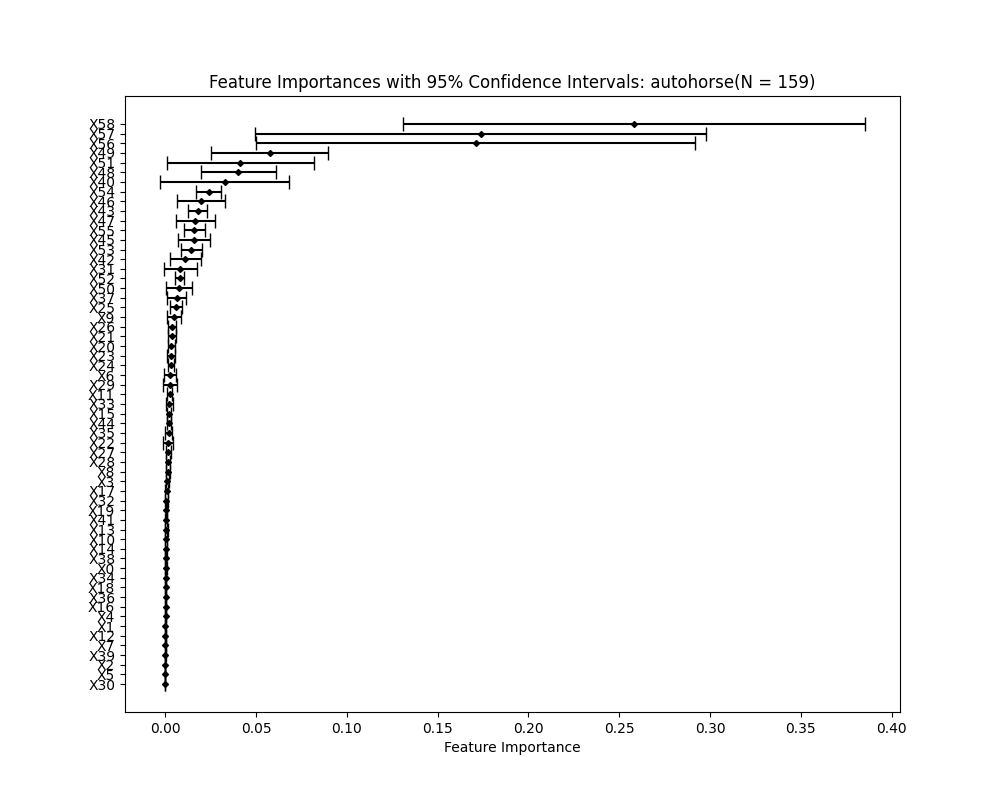 Feature Importances with 95% Confidence Intervals: autohorse(N = 159)
X58
X57
X56
X49
X51
X48
X40
X54
X46
X43
X47
X55
X45
X53
X42
X31
X52
X50
X37
X25
X9
X26
X21
X20
X23
X24
X6
X29
X11
X33
X15
X44
X35
X22
X27
X28
X8
X3
X17
X32
X19
X41
X13
X10
X14
X38
X0
X34
X18
X36
X16
X4
X1
X12
X7
X39
X2
X5
X30
0.00 0.05 0.10 0.15 0.20 0.25 0.30 0.35 0.40
Feature Importance